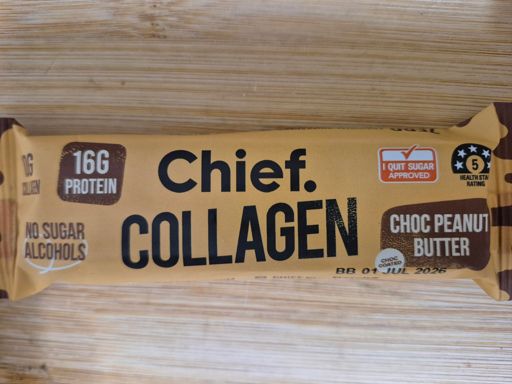 16G
PROTEIN
NO SUGAR
ALCOHOLS
Chief.
COLLAGEN
I QUIT SUGAR
APPROVED
5
HEALTH STAR
RATING
CHOC PEANUT
BUTTER
CHOC
COATED
BB 01 JUL 2026